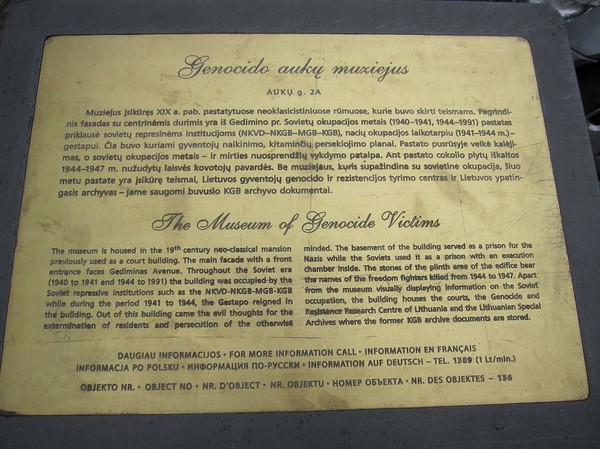 Genocido aukų muziejus
AUKŲ g. 2A
Muziejus įsikūręs XIX a. pab. pastatytuose neoklasicistiniuose rūmuose, kurie buvo skirti teismams. Pagrindi-
nis fasadas su centrinėmis durimis yra iš Gedimino pr. Sovietų okupacijos metais (1940–1941, 1944–1991) pastatas
priklausė sovietų represinėms institucijoms (NKVD–NKGB–MGB–KGB), nacių okupacijos laikotarpiu (1941–1944 m.)–
gestapui. Čia buvo kuriami gyventojų naikinimo, kitaminčių persekiojimo planai. Pastato pusrūsyje veikė kalėji-
mas, o sovietų okupacijos metais – ir mirties nuosprendžių vykdymo patalpa. Ant pastato cokolio plytų iškaltos
1944–1947 m. nužudytų laisvės kovotojų pavardės. Be muziejaus, kuris supažindina su sovietine okupacija, šiuo
metu pastate yra įsikūrę teismai, Lietuvos gyventojų genocido ir rezistencijos tyrimo centras ir Lietuvos ypatin-
gasis archyvas – jame saugomi buvusio KGB archyvo dokumentai.
The Museum of Genocide Victims
The museum is housed in the 19th century neo-classical mansion
previously used as a court building. The main facade with a front
entrance faces Gediminas Avenue. Throughout the Soviet era
(1940 to 1941 and 1944 to 1991) the building was occupied by the
Soviet repressive institutions such as the NKVD-NKGB-MGB-KGB
while during the period 1941 to 1944, the Gestapo reigned in
the building. Out of this building came the evil thoughts for the
extermination of residents and persecution of the otherwise
minded. The basement of the building served as a prison for the
Nazis while the Soviets used it as a prison with an execution
chamber inside. The stones of the plinth area of the edifice bear
the names of the freedom fighters killed from 1944 to 1947. Apart
from the museum visually displaying information on the Soviet
occupation, the building houses the courts, the Genocide and
Resistence Research Centre of Lithuania and the Lithuanian Special
Archives where the former KGB archive documents are stored.
DAUGIAU INFORMACIJOS • FOR MORE INFORMATION CALL • INFORMATION EN FRANÇAIS
INFORMACJA PO POLSKU • ИНФОРМАЦИЯ ПО-РУССКИ • INFORMATION AUF DEUTSCH – TEL. 1389 (1 Lt/min.)
OBJEKTO NR. • OBJECT NO • NR. D'OBJECT • NR. OBJEKTU • НОМЕР ОБЪЕКТА • NR. DES OBJEKTES – 136